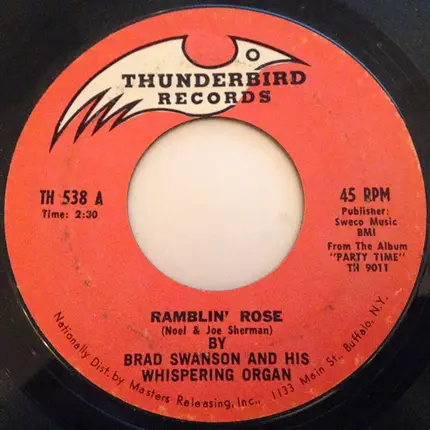 THUNDERBIRD
RECORDS
TH 538 A
Time: 2:30
45 RPM
Publisher:
Sweco Music
BMI
From The Album
"PARTY TIME"
TH 9011
RAMBLIN' ROSE
(Noel & Joe Sherman)
BY
BRAD SWANSON AND HIS
WHISPERING ORGAN
Nationally Dist. by Masters Releasing, Inc., 1133 Main St., Buffalo, N.Y.